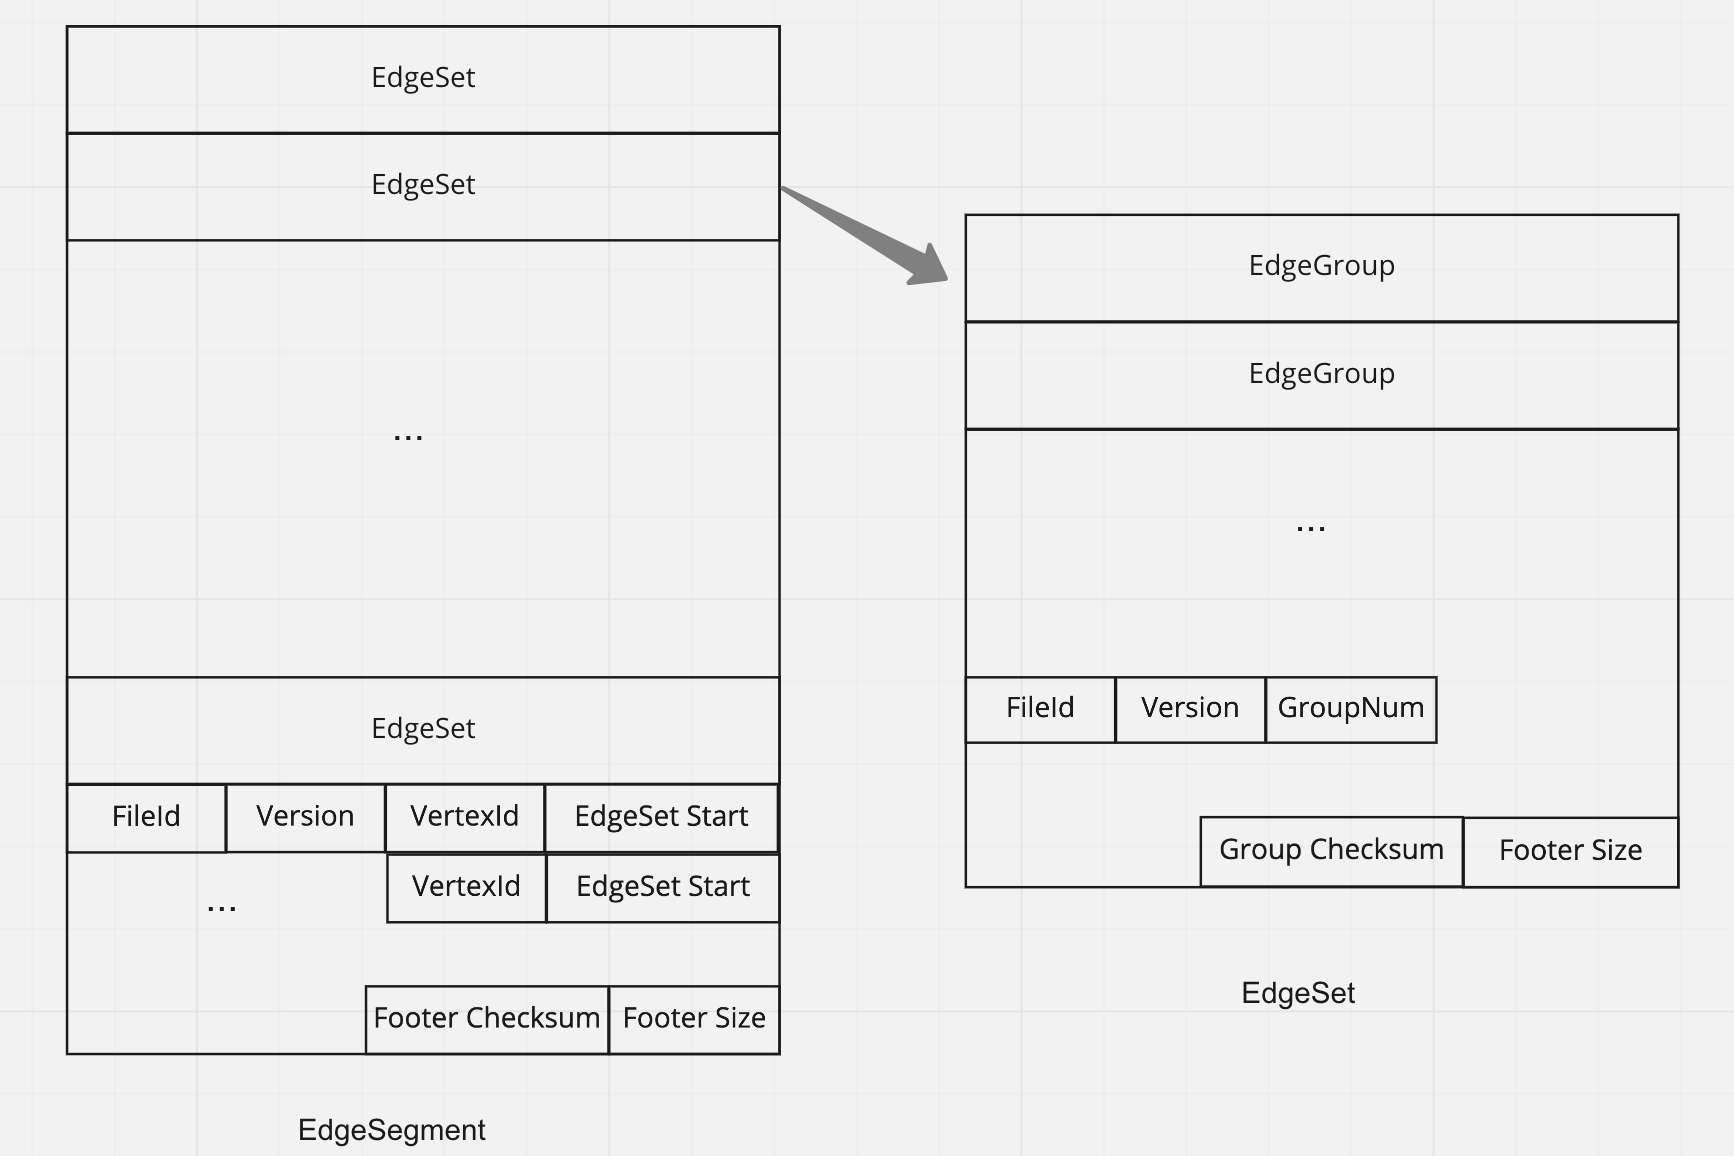 EdgeSet
EdgeSet
...
EdgeSet
FileId Version VertexId EdgeSet Start
... VertexId EdgeSet Start
Footer Checksum Footer Size
EdgeSegment
EdgeGroup
EdgeGroup
...
FileId Version GroupNum
Group Checksum Footer Size
EdgeSet